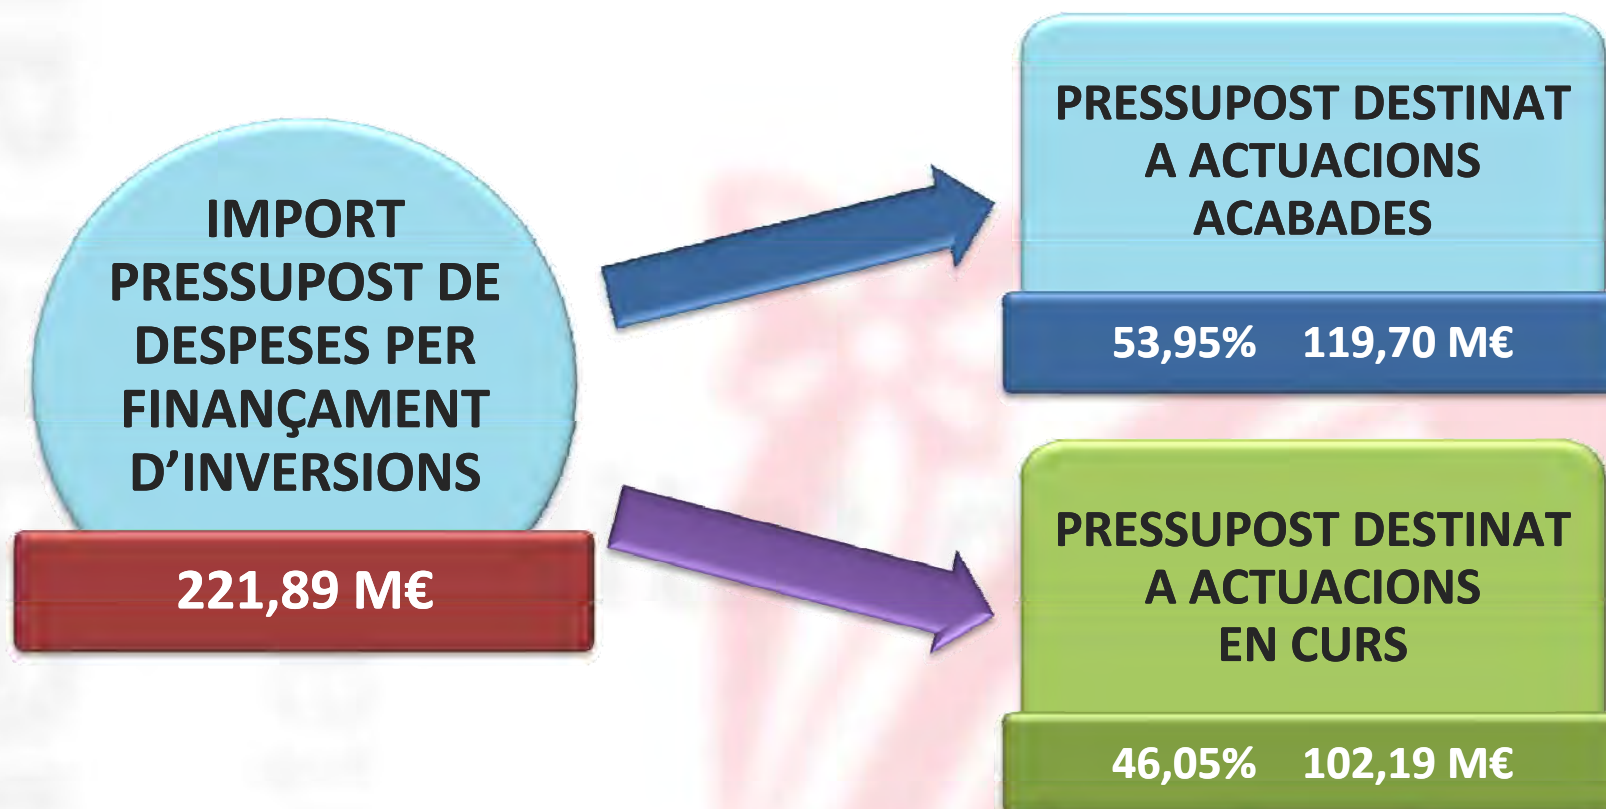 IMPORT
PRESSUPOST DE
DESPESES PER
FINANÇAMENT
D’INVERSIONS
221,89 M€
PRESSUPOST DESTINAT
A ACTUACIONS
ACABADES
53,95% 119,70 M€
PRESSUPOST DESTINAT
A ACTUACIONS
EN CURS
46,05% 102,19 M€